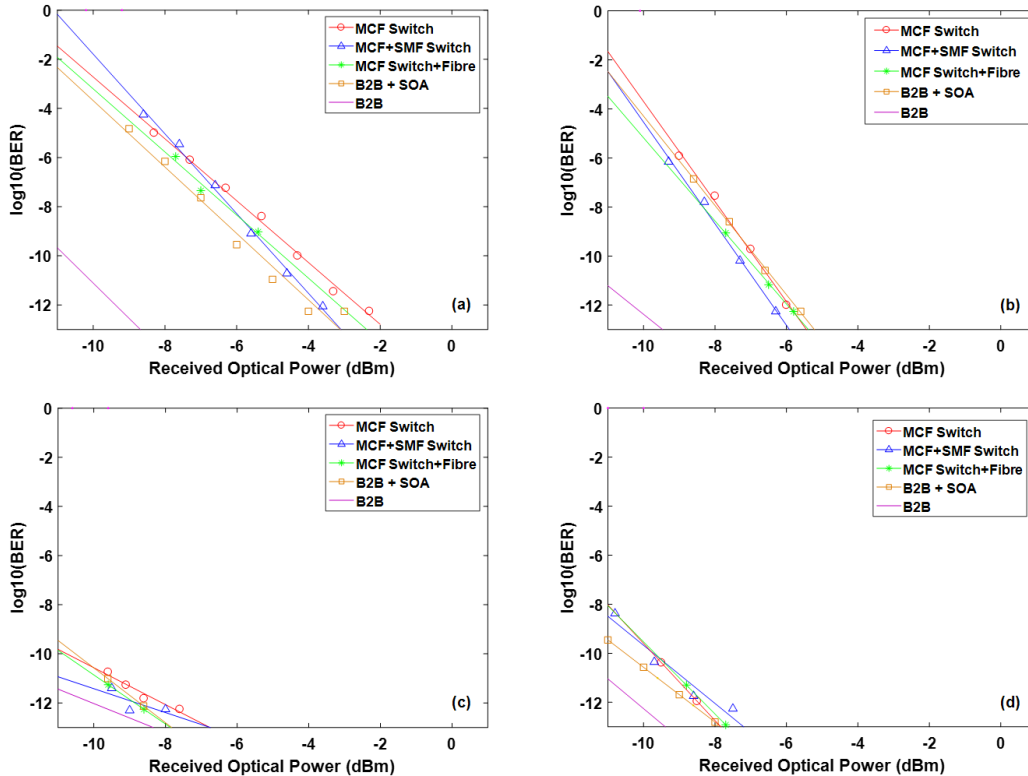 0
-2
-4
-6
-8
-10
-12
log10(BER)
-10 -8 -6 -4 -2 0
Received Optical Power (dBm)
MCF Switch
MCF+SMF Switch
MCF Switch+Fibre
B2B + SOA
B2B
(a)
0
-2
-4
-6
-8
-10
-12
log10(BER)
-10 -8 -6 -4 -2 0
Received Optical Power (dBm)
MCF Switch
MCF+SMF Switch
MCF Switch+Fibre
B2B + SOA
B2B
(b)
0
-2
-4
-6
-8
-10
-12
log10(BER)
-10 -8 -6 -4 -2 0
Received Optical Power (dBm)
MCF Switch
MCF+SMF Switch
MCF Switch+Fibre
B2B + SOA
B2B
(c)
0
-2
-4
-6
-8
-10
-12
log10(BER)
-10 -8 -6 -4 -2 0
Received Optical Power (dBm)
MCF Switch
MCF+SMF Switch
MCF Switch+Fibre
B2B + SOA
B2B
(d)